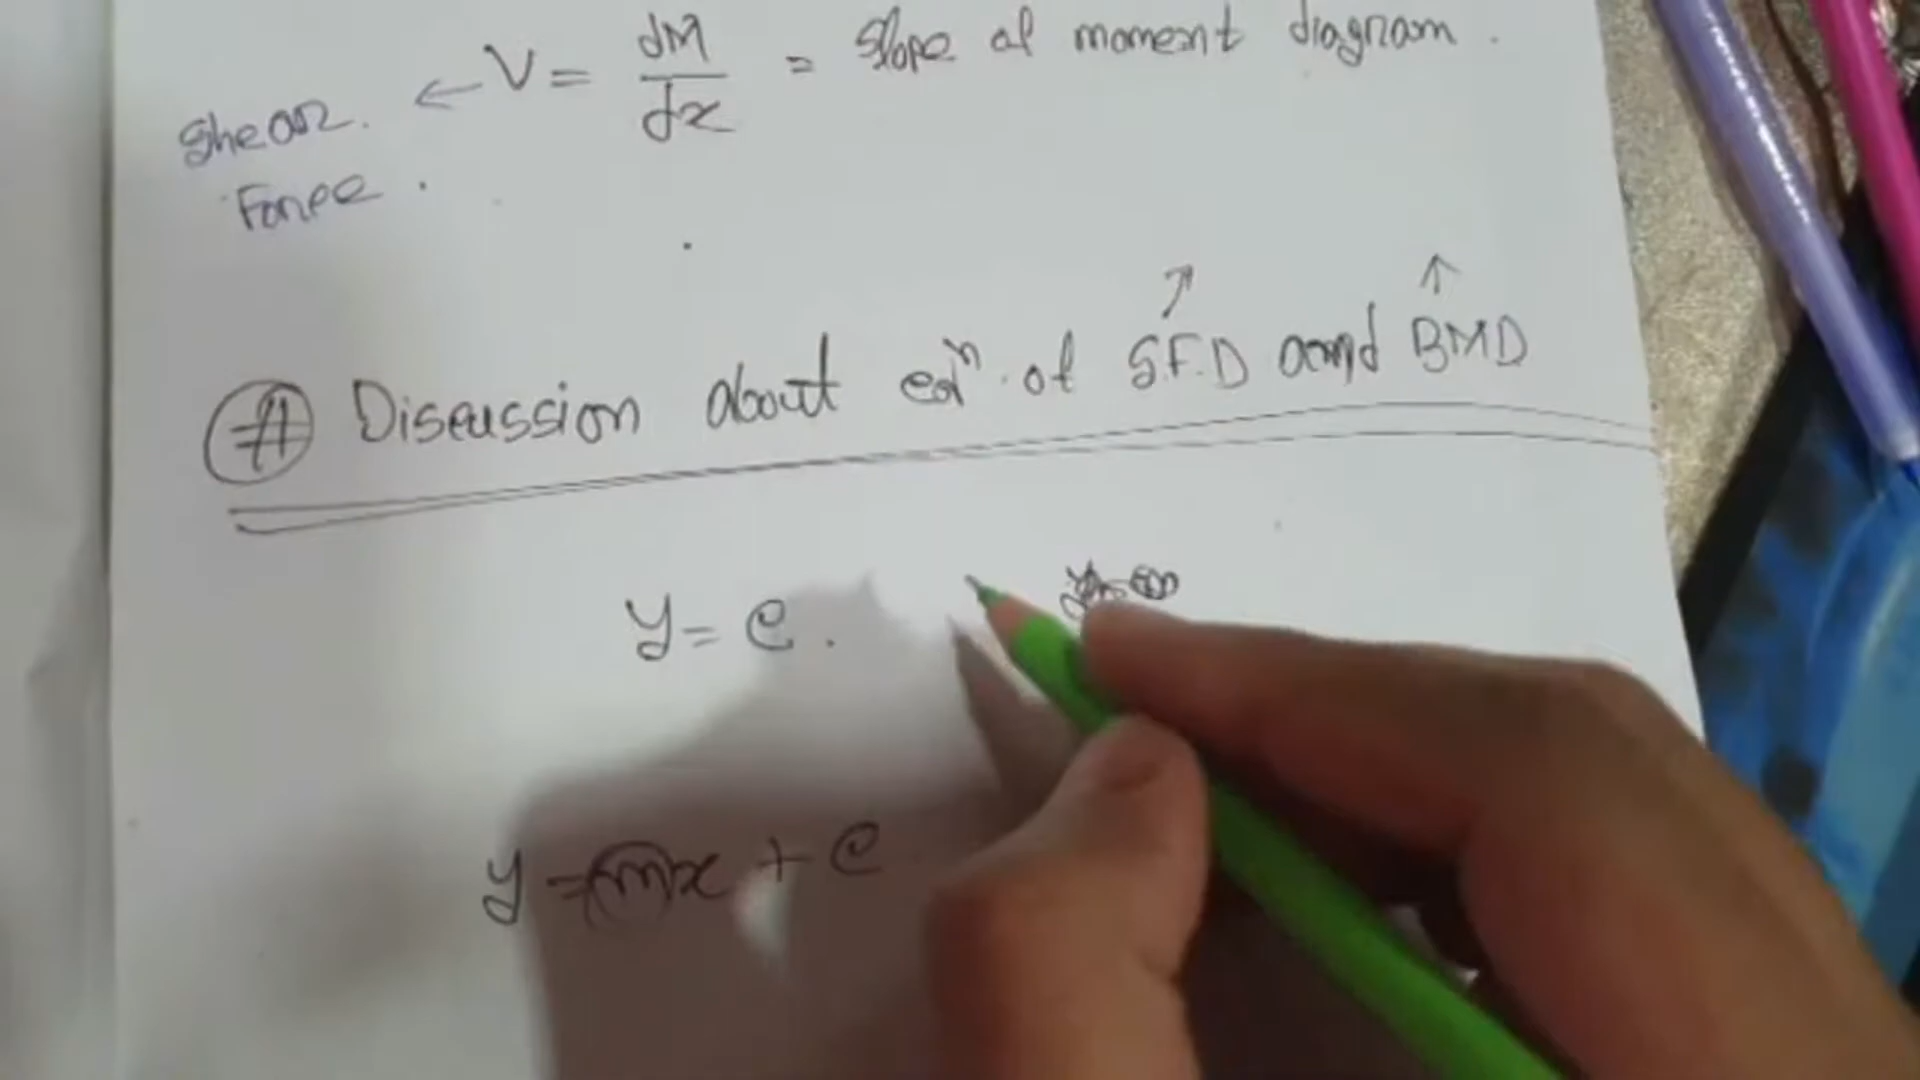 ← V = dM/dx = Slope of moment diagram.
Shear.
Force.
# Discussion about eqⁿ. of S.F.D and BMD
y = c.
y = mx + c